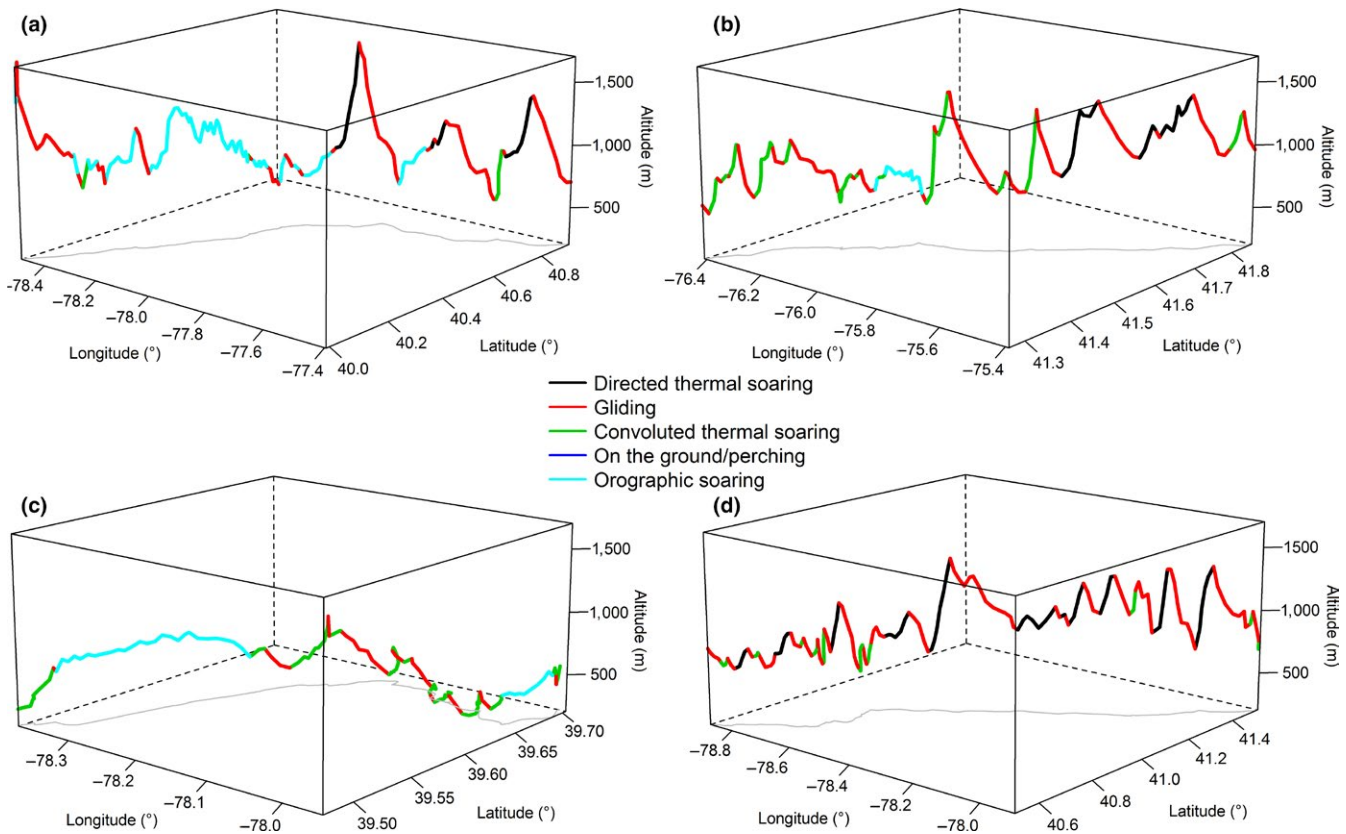 (a)
1,500
1,000
500
Altitude (m)
–78.4
–78.2
–78.0
–77.8
–77.6
–77.4
Longitude (°)
40.0
40.2
40.4
40.6
40.8
Latitude (°)
(b)
1,500
1,000
500
Altitude (m)
–76.4
–76.2
–76.0
–75.8
–75.6
–75.4
Longitude (°)
41.3
41.4
41.5
41.6
41.7
41.8
Latitude (°)
Directed thermal soaring
Gliding
Convoluted thermal soaring
On the ground/perching
Orographic soaring
(c)
1,500
1,000
500
Altitude (m)
–78.3
–78.2
–78.1
–78.0
Longitude (°)
39.50
39.55
39.60
39.65
39.70
Latitude (°)
(d)
1500
1,000
500
Altitude (m)
–78.8
–78.6
–78.4
–78.2
–78.0
Longitude (°)
40.6
40.8
41.0
41.2
41.4
Latitude (°)